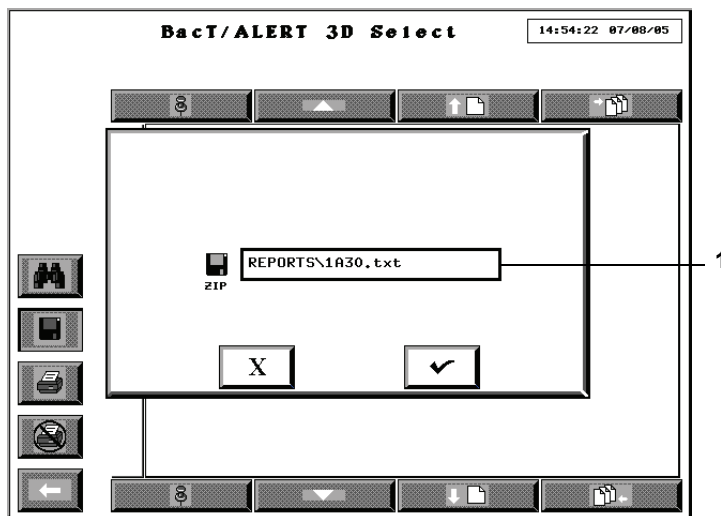 BacT/ALERT 3D Select
14:54:22 07/08/05
REPORTS\1A30.txt
1
ZIP
X